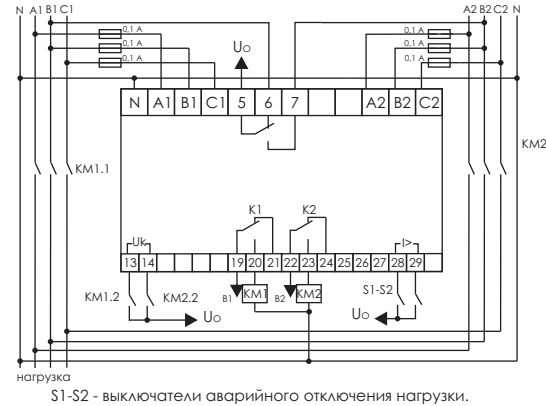 N A1 B1 C1 A2 B2 C2 N
0,1 A 0,1 A
0,1 A 0,1 A
0,1 A 0,1 A
Uo
N A1 B1 C1 5 6 7 A2 B2 C2
KM2
KM1.1
K1 K2
Uk I>
13 14 19 20 21 22 23 24 25 26 27 28 29
KM1.2 KM2.2 B1 KM1 B2 KM2 S1-S2
Uo Uo
нагрузка
S1-S2 - выключатели аварийного отключения нагрузки.